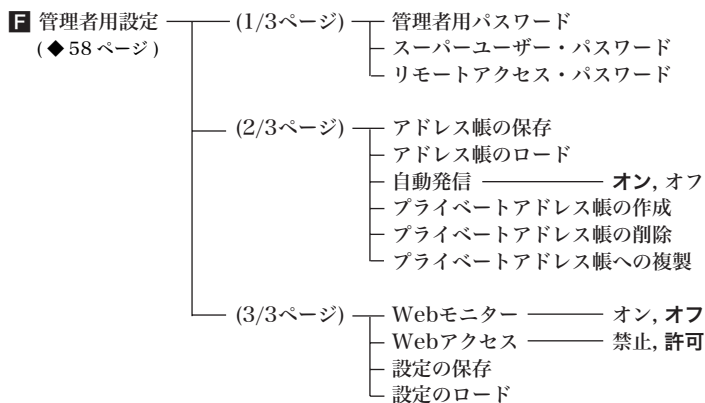 F 管理者用設定 (1/3ページ) 管理者用パスワード
(◆58ページ) スーパーユーザー・パスワード
リモートアクセス・パスワード
(2/3ページ) アドレス帳の保存
アドレス帳のロード
自動発信 オン, オフ
プライベートアドレス帳の作成
プライベートアドレス帳の削除
プライベートアドレス帳への複製
(3/3ページ) Webモニター オン, オフ
Webアクセス 禁止, 許可
設定の保存
設定のロード